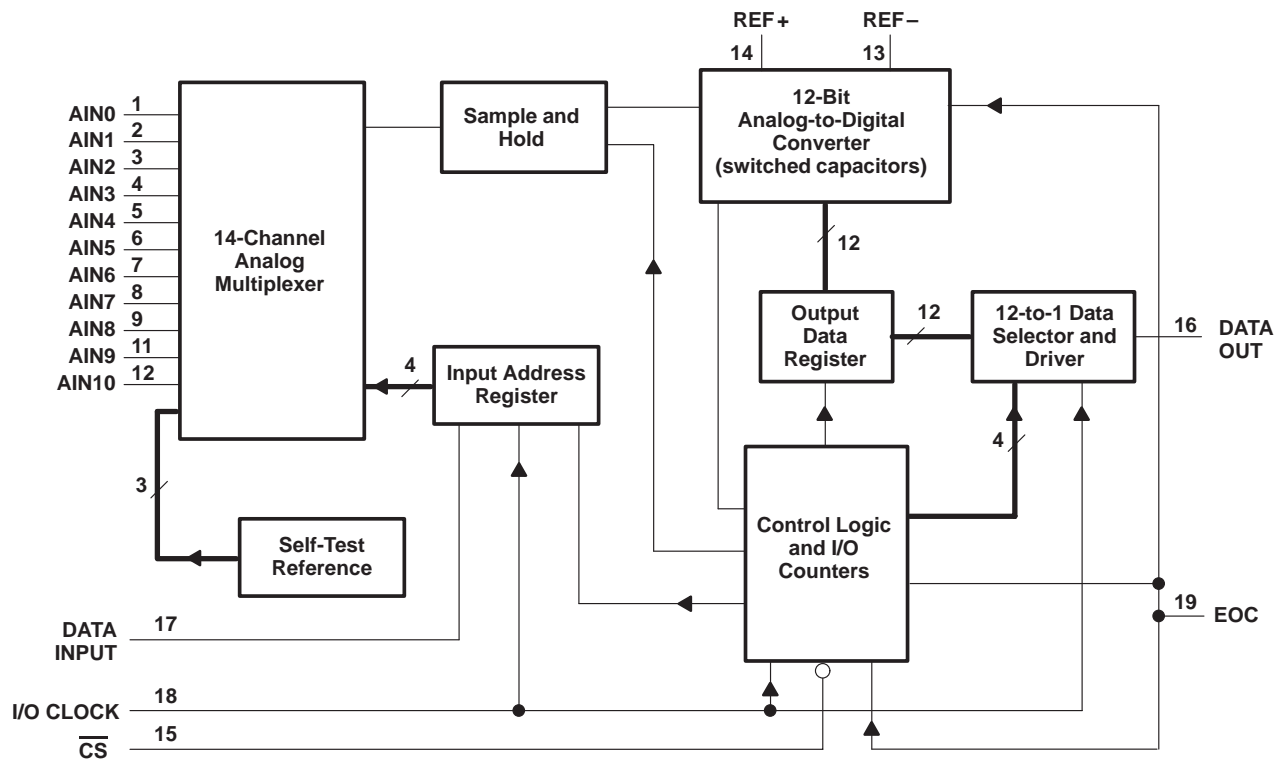 REF+
REF−
14
13
12-Bit
Analog-to-Digital
Converter
(switched capacitors)
Sample and
Hold
14-Channel
Analog
Multiplexer
AIN0
1
AIN1
2
AIN2
3
AIN3
4
AIN4
5
AIN5
6
AIN6
7
AIN7
8
AIN8
9
AIN9
11
AIN10
12
12
Output
Data
Register
12
12-to-1 Data
Selector and
Driver
16
DATA
OUT
4
Input Address
Register
4
3
Self-Test
Reference
Control Logic
and I/O
Counters
19
EOC
DATA
INPUT
17
I/O CLOCK
18
CS
15